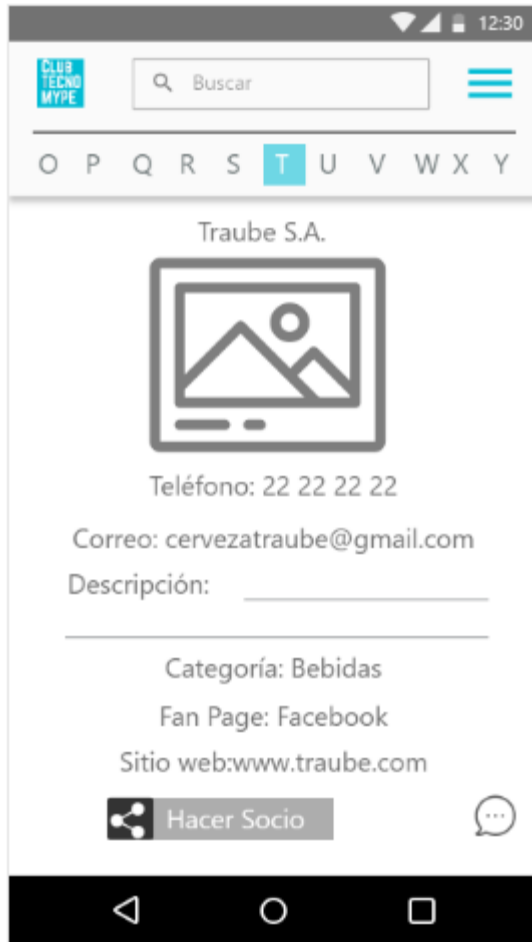 12:30
CLUB
TECNO
MYPE
Buscar
O P Q R S T U V W X Y
Traube S.A.
Teléfono: 22 22 22 22
Correo: cervezatraube@gmail.com
Descripción:
Categoría: Bebidas
Fan Page: Facebook
Sitio web:www.traube.com
Hacer Socio